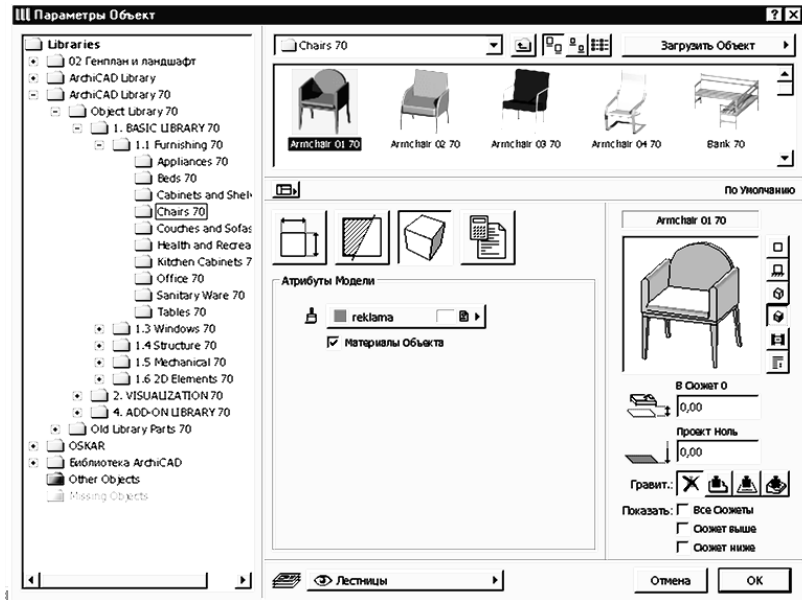 Параметры Объект
Libraries
02 Генплан и ландшафт
ArchiCAD Library
ArchiCAD Library 70
Object Library 70
1. BASIC LIBRARY 70
1.1 Furnishing 70
Appliances 70
Beds 70
Cabinets and Shelv
Chairs 70
Couches and Sofas
Health and Recrea
Kitchen Cabinets 7
Office 70
Sanitary Ware 70
Tables 70
1.3 Windows 70
1.4 Structure 70
1.5 Mechanical 70
1.6 2D Elements 70
2. VISUALIZATION 70
4. ADD-ON LIBRARY 70
Old Library Parts 70
OSKAR
Библиотека ArchiCAD
Other Objects
Missing Objects
Chairs 70
Загрузить Объект
Armchair 01 70
Armchair 02 70
Armchair 03 70
Armchair 04 70
Bank 70
По Умолчанию
Атрибуты Модели
reklama
Материалы Объекта
Armchair 01 70
В Сюжет 0
0,00
Проект Ноль
0,00
Гравит.:
Показать: Все Сюжеты
Сюжет выше
Сюжет ниже
Лестницы
Отмена
OK